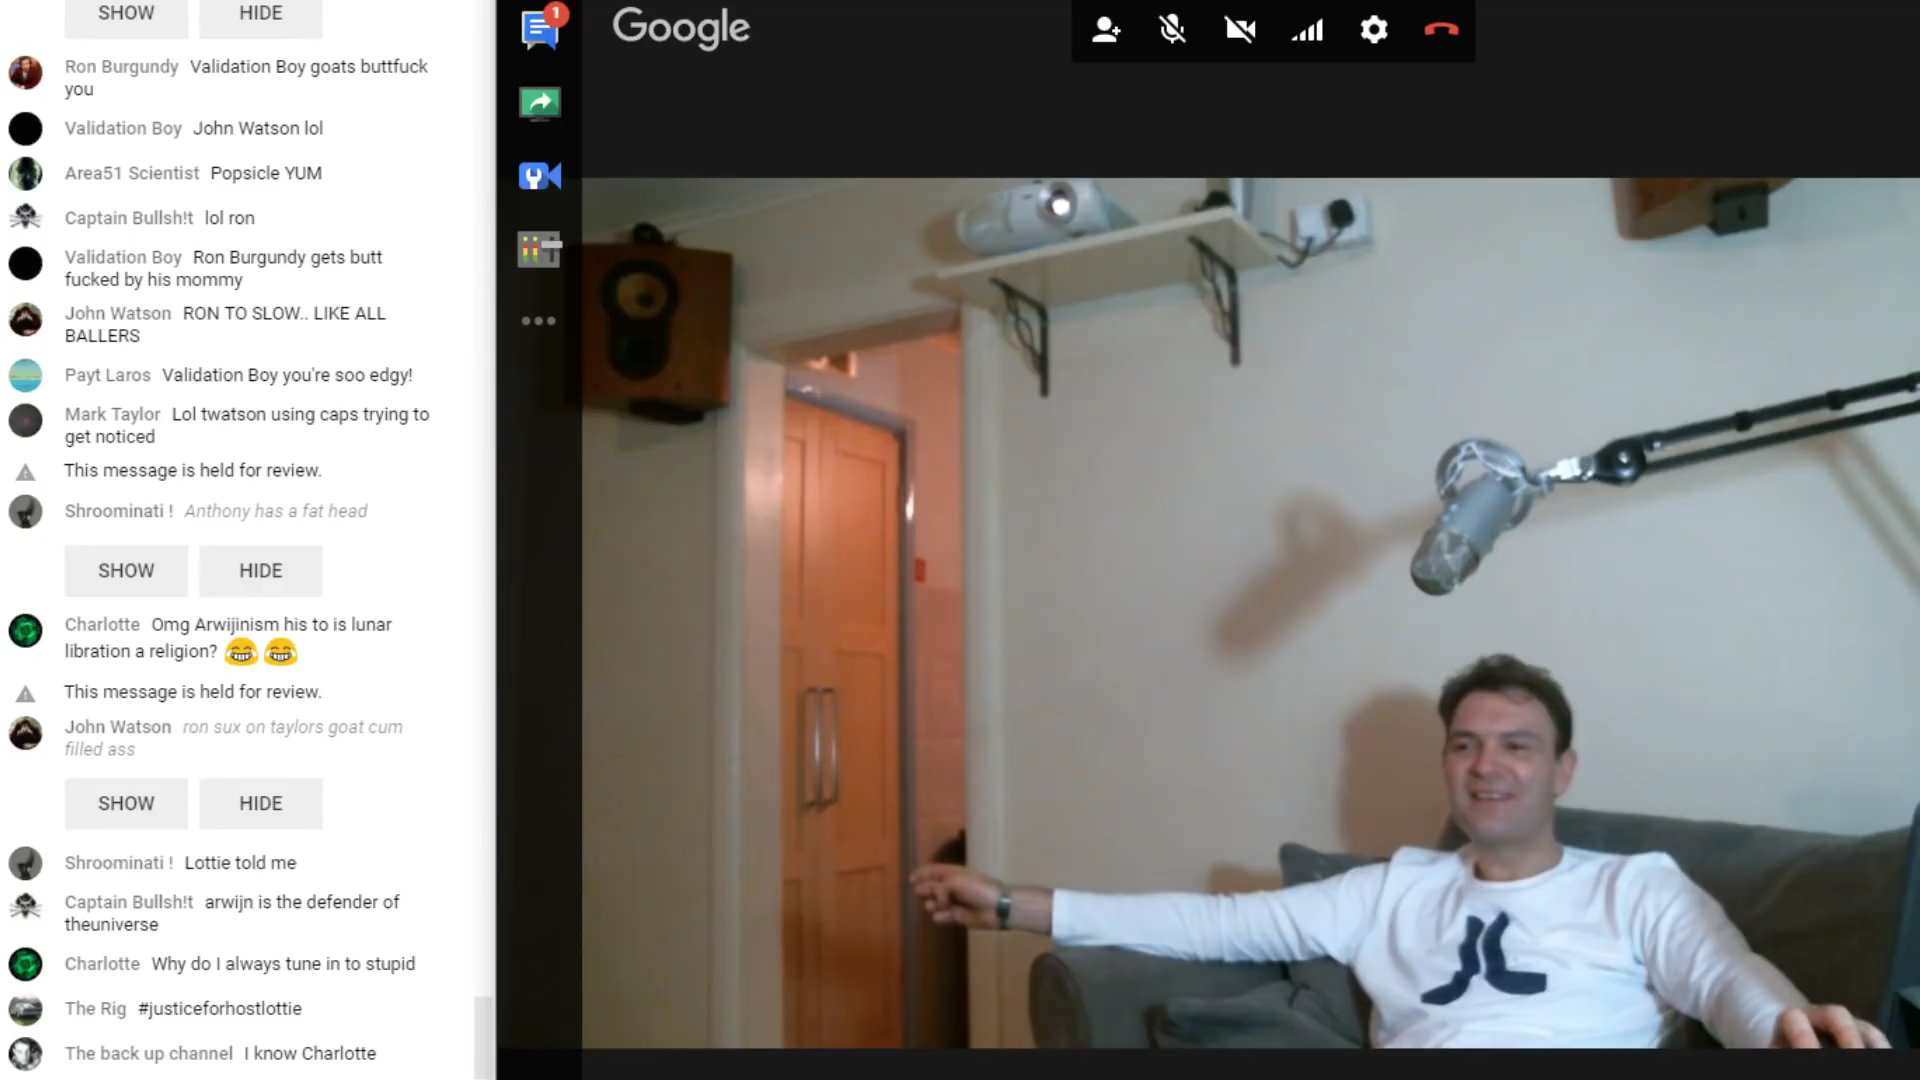 SHOW HIDE
Ron Burgundy Validation Boy goats buttfuck
you
Validation Boy John Watson lol
Area51 Scientist Popsicle YUM
Captain Bullsh!t lol ron
Validation Boy Ron Burgundy gets butt
fucked by his mommy
John Watson RON TO SLOW.. LIKE ALL
BALLERS
Payt Laros Validation Boy you're soo edgy!
Mark Taylor Lol twatson using caps trying to
get noticed
This message is held for review.
Shroominati ! Anthony has a fat head
SHOW HIDE
Charlotte Omg Arwijinism his to is lunar
libration a religion? 😂 😂
This message is held for review.
John Watson ron sux on taylors goat cum
filled ass
SHOW HIDE
Shroominati ! Lottie told me
Captain Bullsh!t arwijn is the defender of
theuniverse
Charlotte Why do I always tune in to stupid
The Rig #justiceforhostlottie
The back up channel I know Charlotte
1
Google